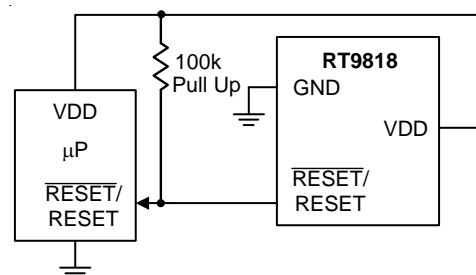 100k
Pull Up
RT9818
GND
VDD
RESET/
RESET
VDD
μP
RESET/
RESET